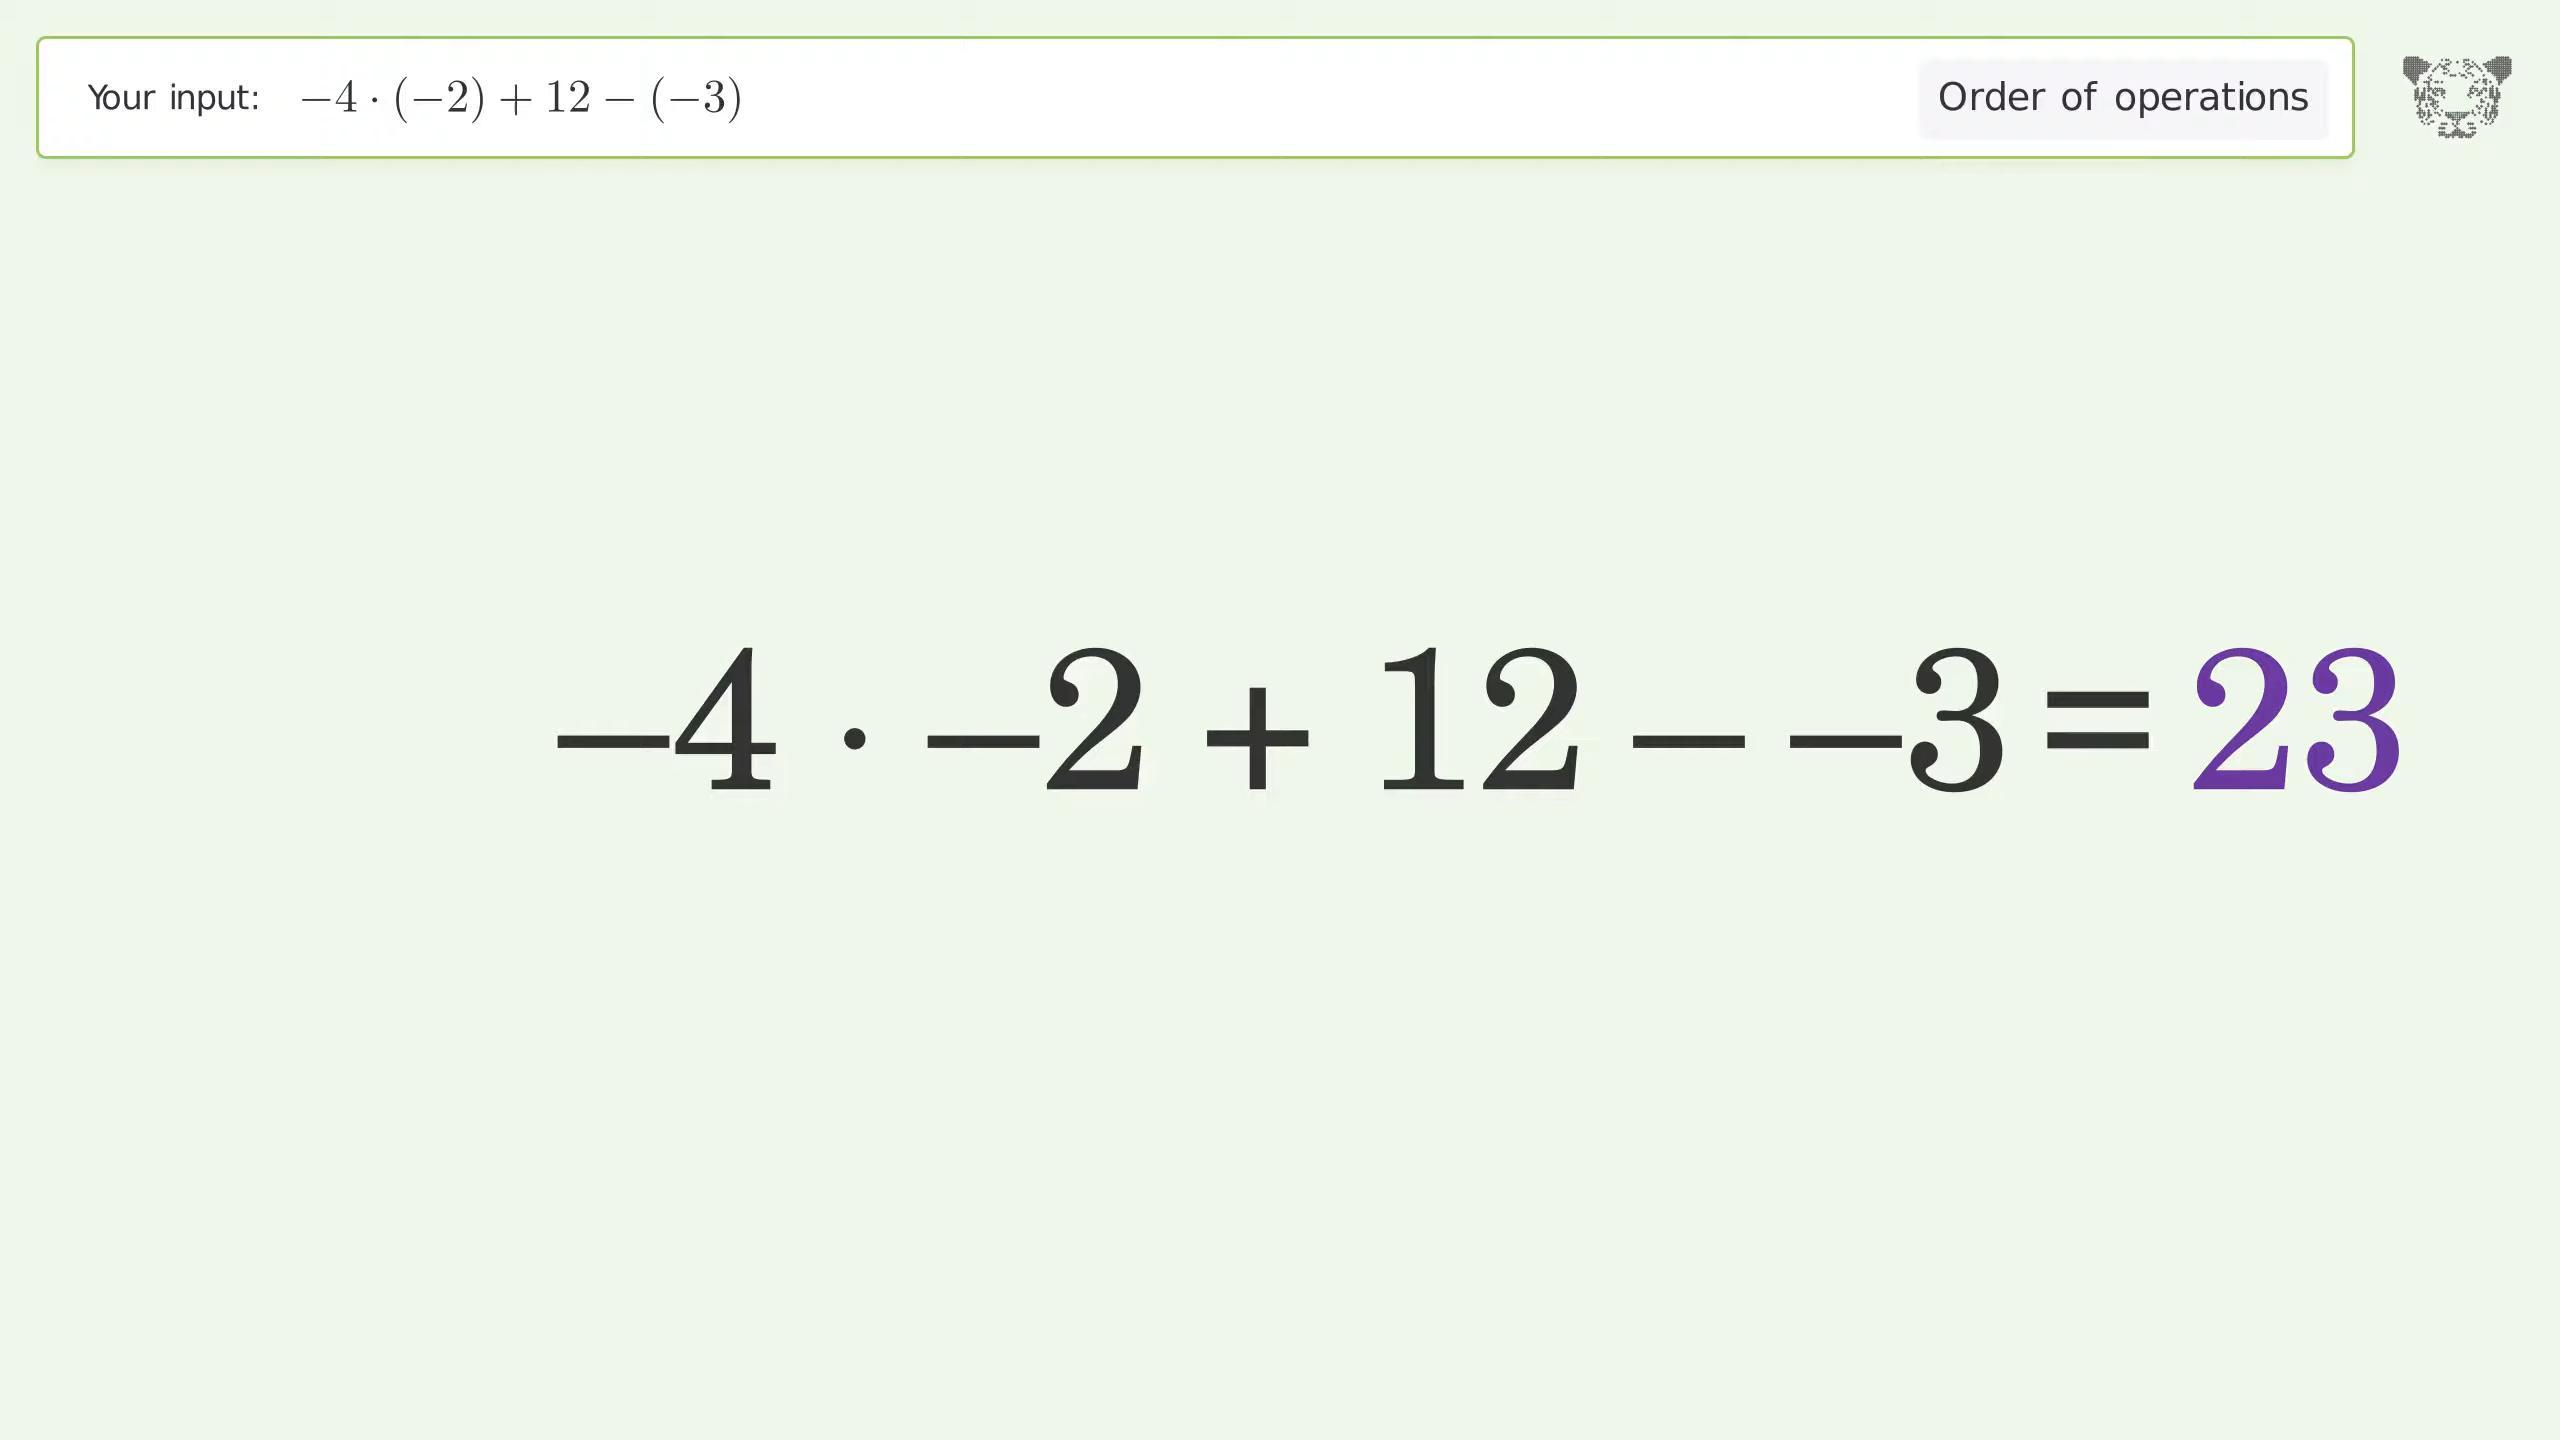 Your input: −4 · (−2) + 12 − (−3)
Order of operations
−4 · −2 + 12 − −3 = 23